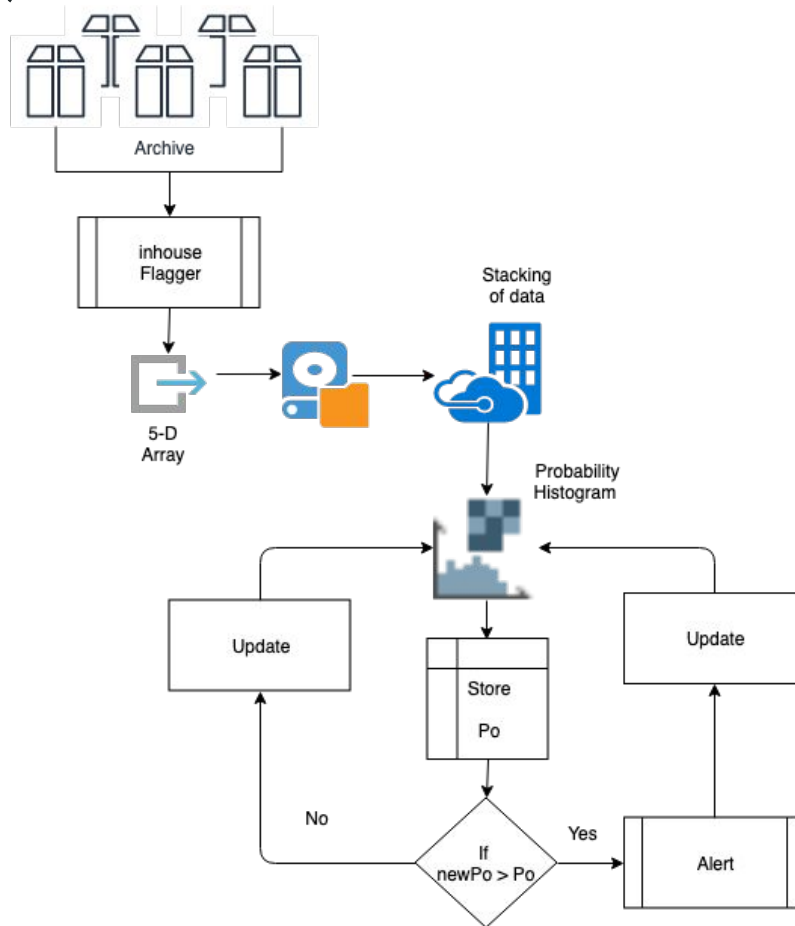 Archive
inhouse
Flagger
Stacking
of data
5-D
Array
Probability
Histogram
Update
Update
Store
Po
No
Yes
If
newPo > Po
Alert